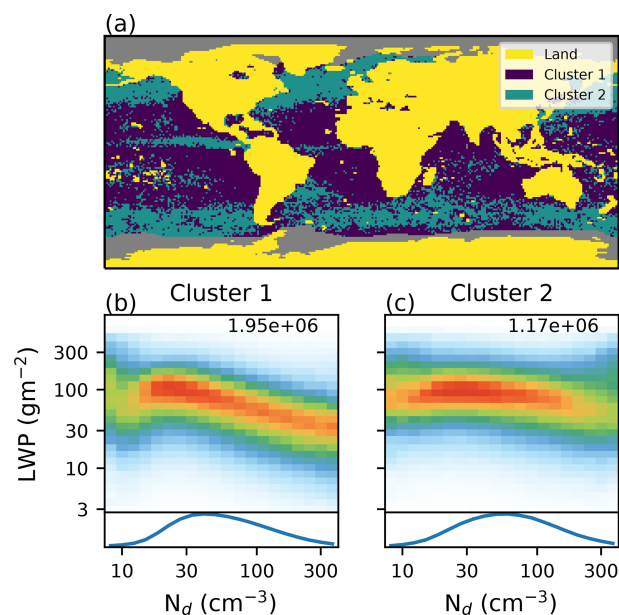 (a)
Land
Cluster 1
Cluster 2
(b) Cluster 1
(c) Cluster 2
1.95e+06
1.17e+06
300
100
30
10
3
LWP (gm⁻²)
10 30 100 300
10 30 100 300
N_d (cm⁻³)
N_d (cm⁻³)